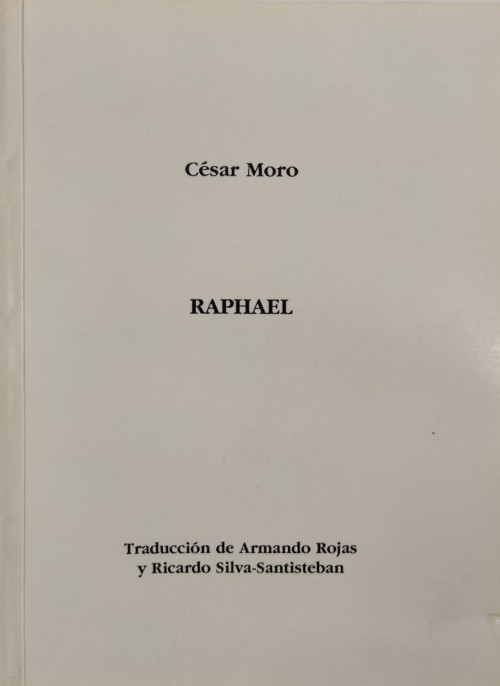 César Moro
RAPHAEL
Traducción de Armando Rojas
y Ricardo Silva-Santisteban